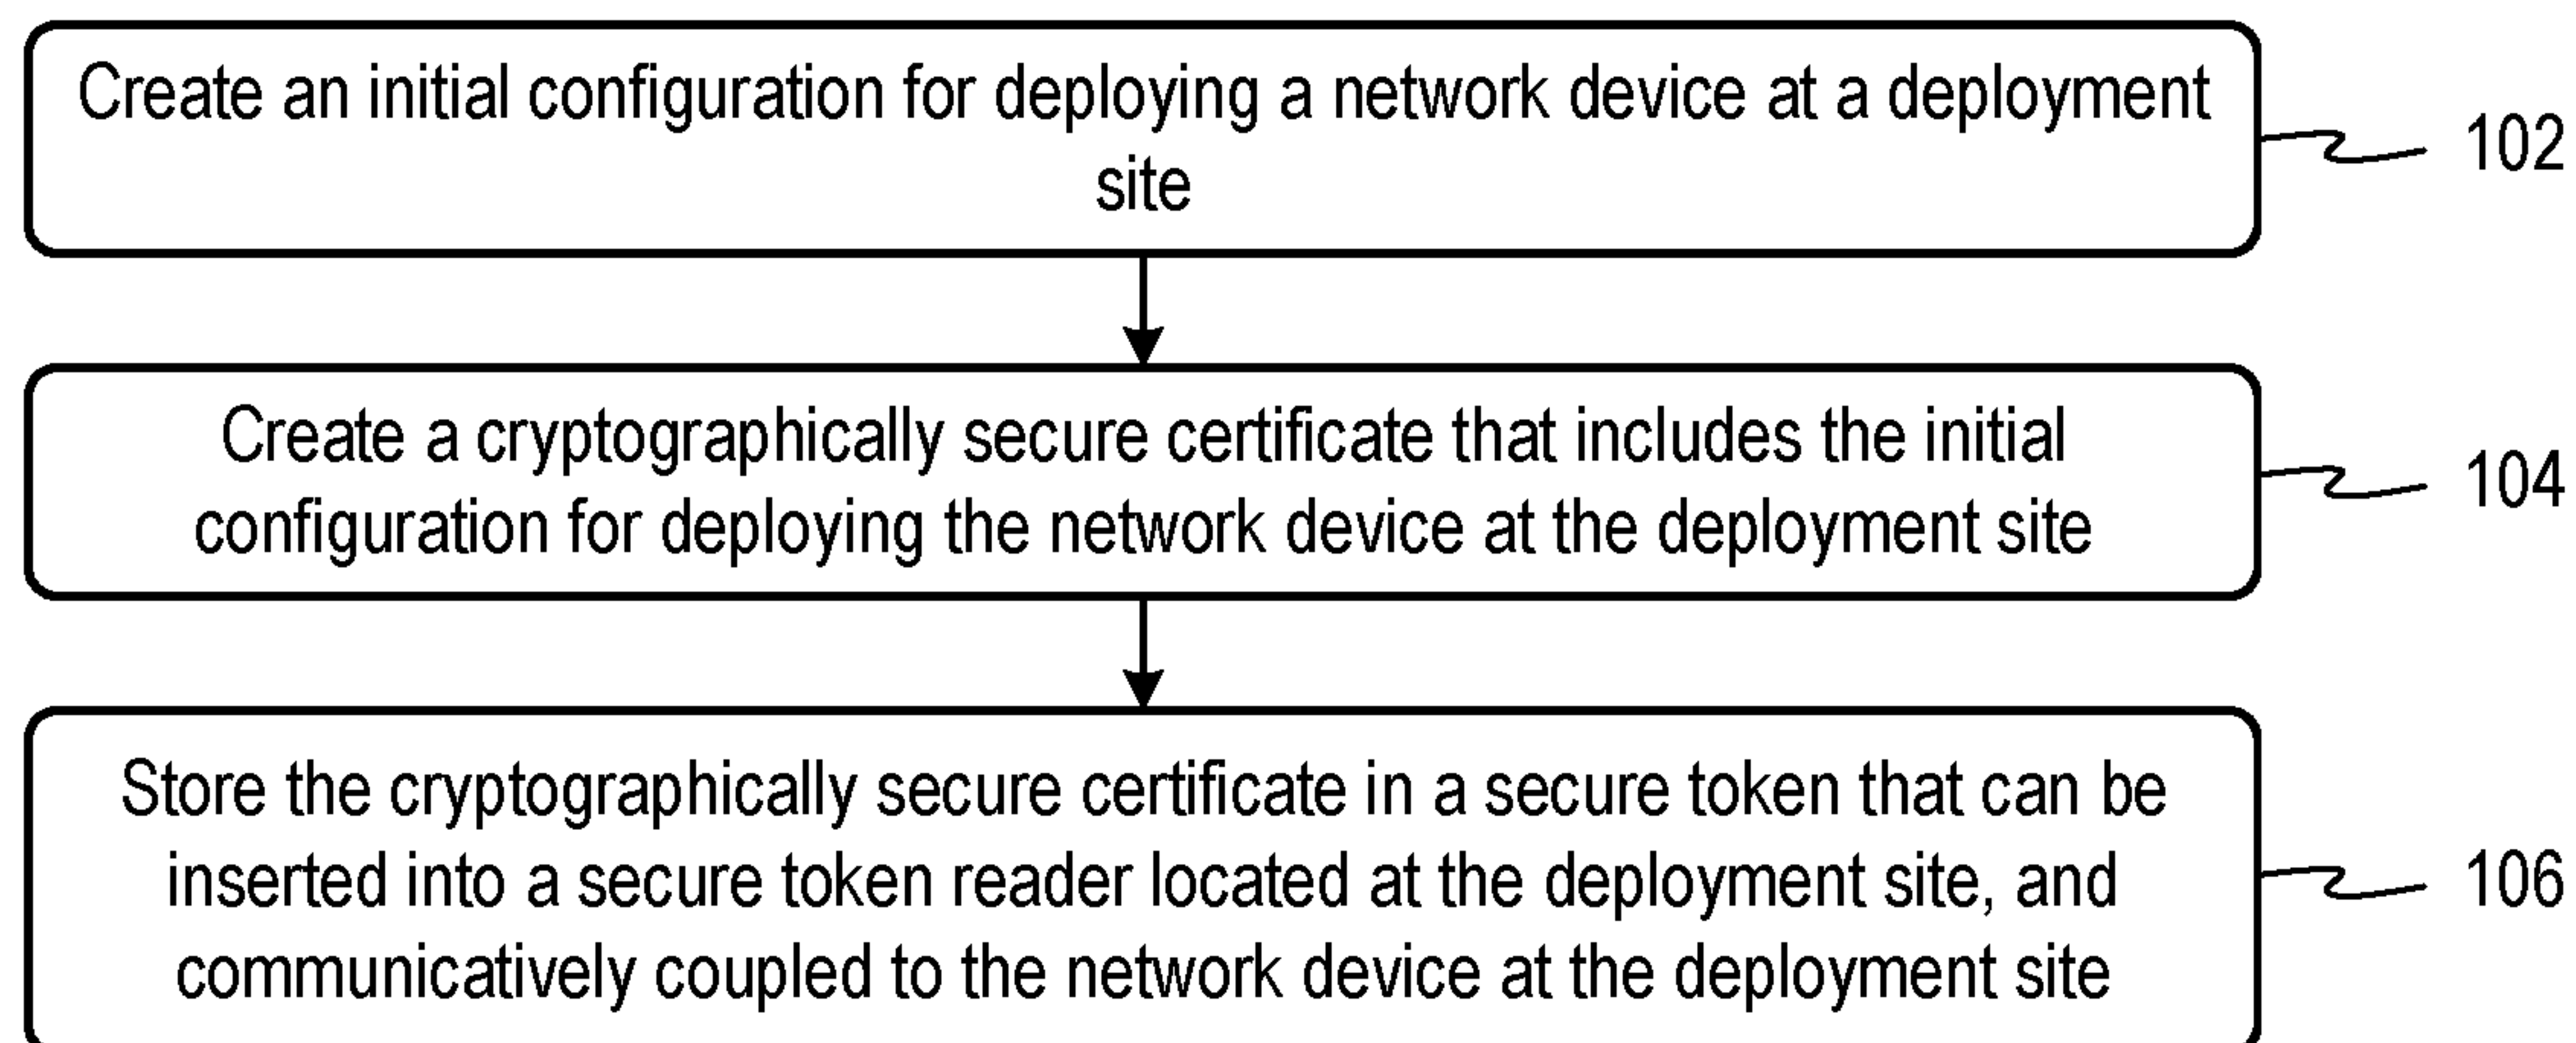 Create an initial configuration for deploying a network device at a deployment
site
102
Create a cryptographically secure certificate that includes the initial
configuration for deploying the network device at the deployment site
104
Store the cryptographically secure certificate in a secure token that can be
inserted into a secure token reader located at the deployment site, and
communicatively coupled to the network device at the deployment site
106